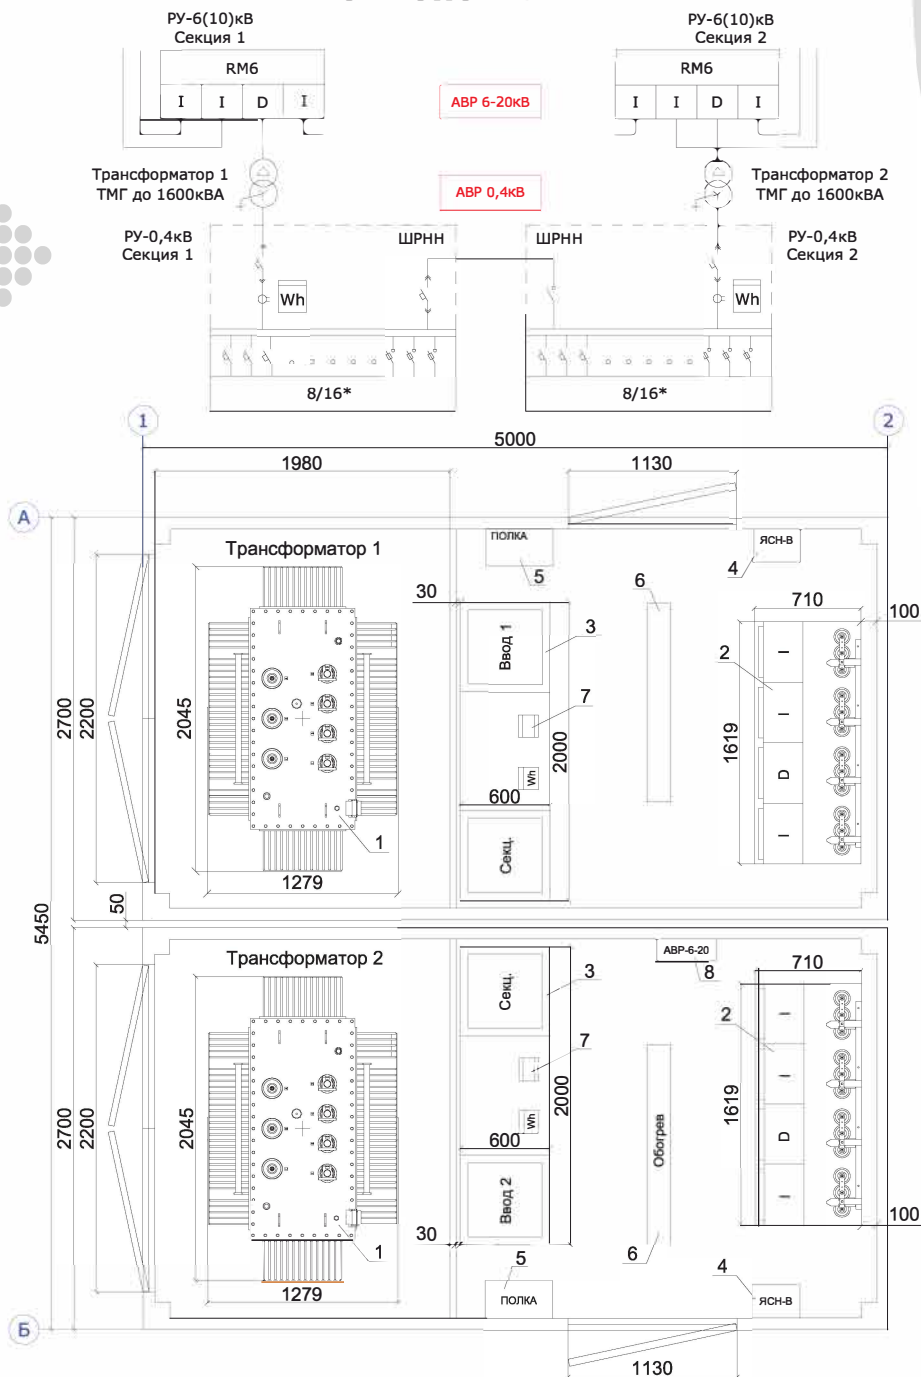 РУ-6(10)кВ
Секция 1
RM6
I I D I
РУ-6(10)кВ
Секция 2
RM6
I I D I
АВР 6-20кВ
Трансформатор 1
ТМГ до 1600кВА
АВР 0,4кВ
Трансформатор 2
ТМГ до 1600кВА
РУ-0,4кВ
Секция 1
ШРНН
ШРНН
РУ-0,4кВ
Секция 2
Wh
Wh
8/16*
8/16*
1
2
5000
1980
1130
А
Трансформатор 1
ПОЛКА
5
6
4
ЯСН-В
30
710
100
Ввод 1
3
2
I
I
D
I
7
2700
2200
2045
2000
1619
Wh
600
Секц.
1
1279
50
5450
Трансформатор 2
АВР-6-20
8
710
Секц.
3
2
I
I
D
I
7
2700
2200
2045
2000
1619
Wh
600
Обогрев
Ввод 2
1
30
100
5
6
4
1279
ПОЛКА
ЯСН-В
Б
1130